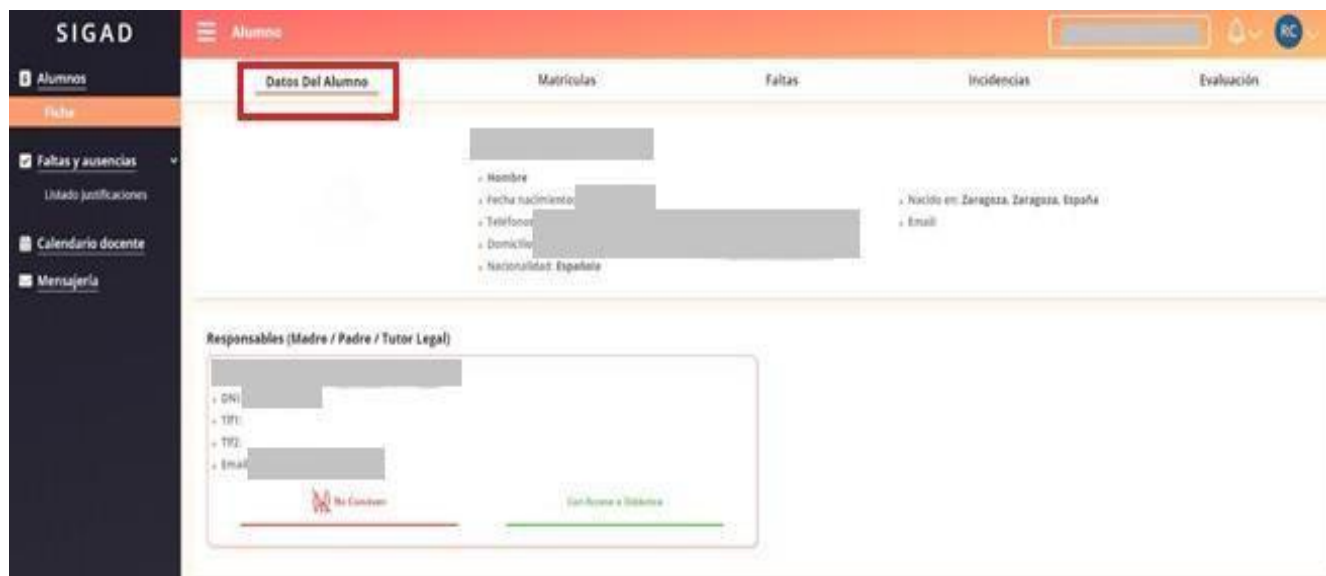 SIGAD
Alumno
RC
Alumnos
Ficha
Faltas y ausencias
Listado Justificaciones
Calendario docente
Mensajería
Datos Del Alumno
Matrículas
Faltas
Incidencias
Evaluación
Nombre
Fecha nacimiento:
Nacido en: Zaragoza, Zaragoza, España
Teléfonos
Email:
Domicilio
Nacionalidad: Española
Responsables (Madre / Padre / Tutor Legal)
DNI:
Tlf1:
Tlf2:
Email
No Conviven
Con Acceso a Didáctica